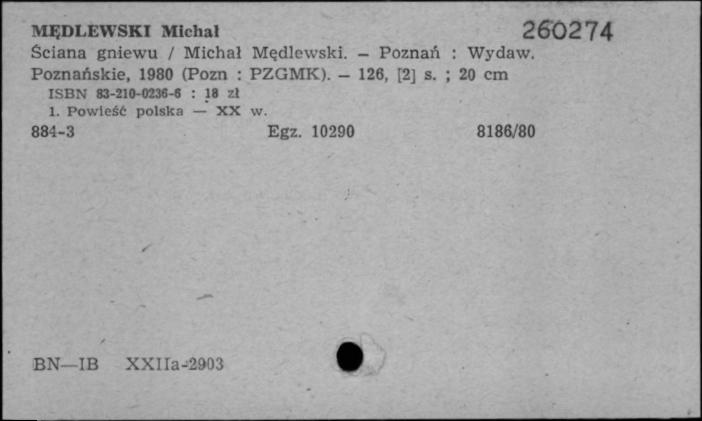 MĘDLEWSKI Michał 260274
Ściana gniewu / Michał Mędlewski. – Poznań : Wydaw.
Poznańskie, 1980 (Pozn : PZGMK). – 126, [2] s. ; 20 cm
ISBN 83-210-0236-6 : 18 zł
1. Powieść polska — XX w.
884-3 Egz. 10290 8186/80
BN—IB XXIIa-2903